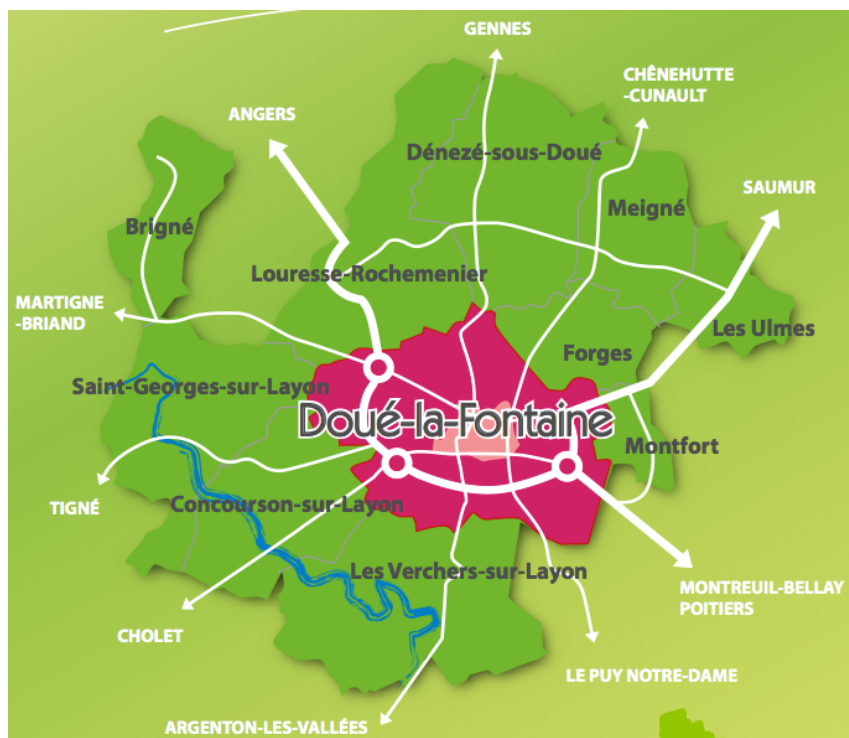 GENNES
CHÊNEHUTTE
-CUNAULT
ANGERS
Dénezé-sous-Doué
SAUMUR
Meigné
Brigné
Louresse-Rochemenier
MARTIGNE
-BRIAND
Les Ulmes
Forges
Saint-Georges-sur-Layon
Doué-la-Fontaine
Montfort
TIGNÉ
Concourson-sur-Layon
Les Verchers-sur-Layon
MONTREUIL-BELLAY
POITIERS
CHOLET
LE PUY NOTRE-DAME
ARGENTON-LES-VALLÉES